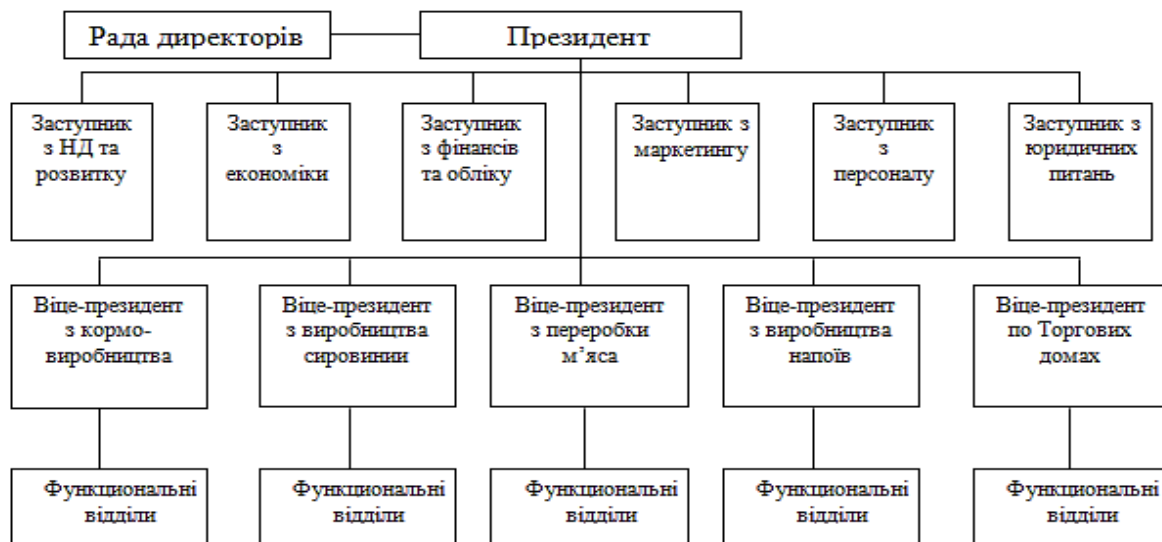 Рада директорів
Президент
Заступник
з НД та
розвитку
Заступник
з
економіки
Заступник
з фінансів
та обліку
Заступник з
маркетингу
Заступник
з
персоналу
Заступник з
юридичних
питань
Віце-президент
з кормо-
виробництва
Віце-президент
з виробництва
сировинии
Віце-президент
з переробки
м’яса
Віце-президент
з виробництва
напоїв
Віце-президент
по Торгових
домах
Функциональні
відділи
Функциональні
відділи
Функциональні
відділи
Функциональні
відділи
Функциональні
відділи